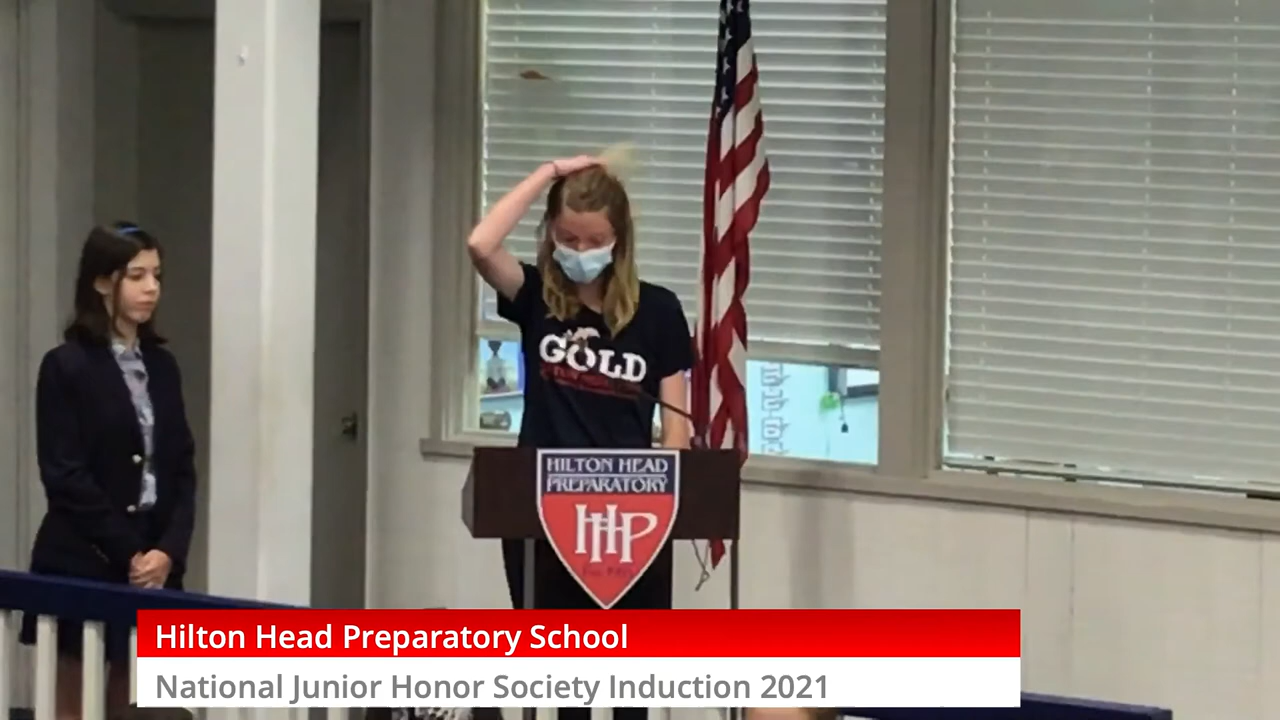 GOLD
HILTON HEAD
PREPARATORY
HHP
Hilton Head Preparatory School
National Junior Honor Society Induction 2021